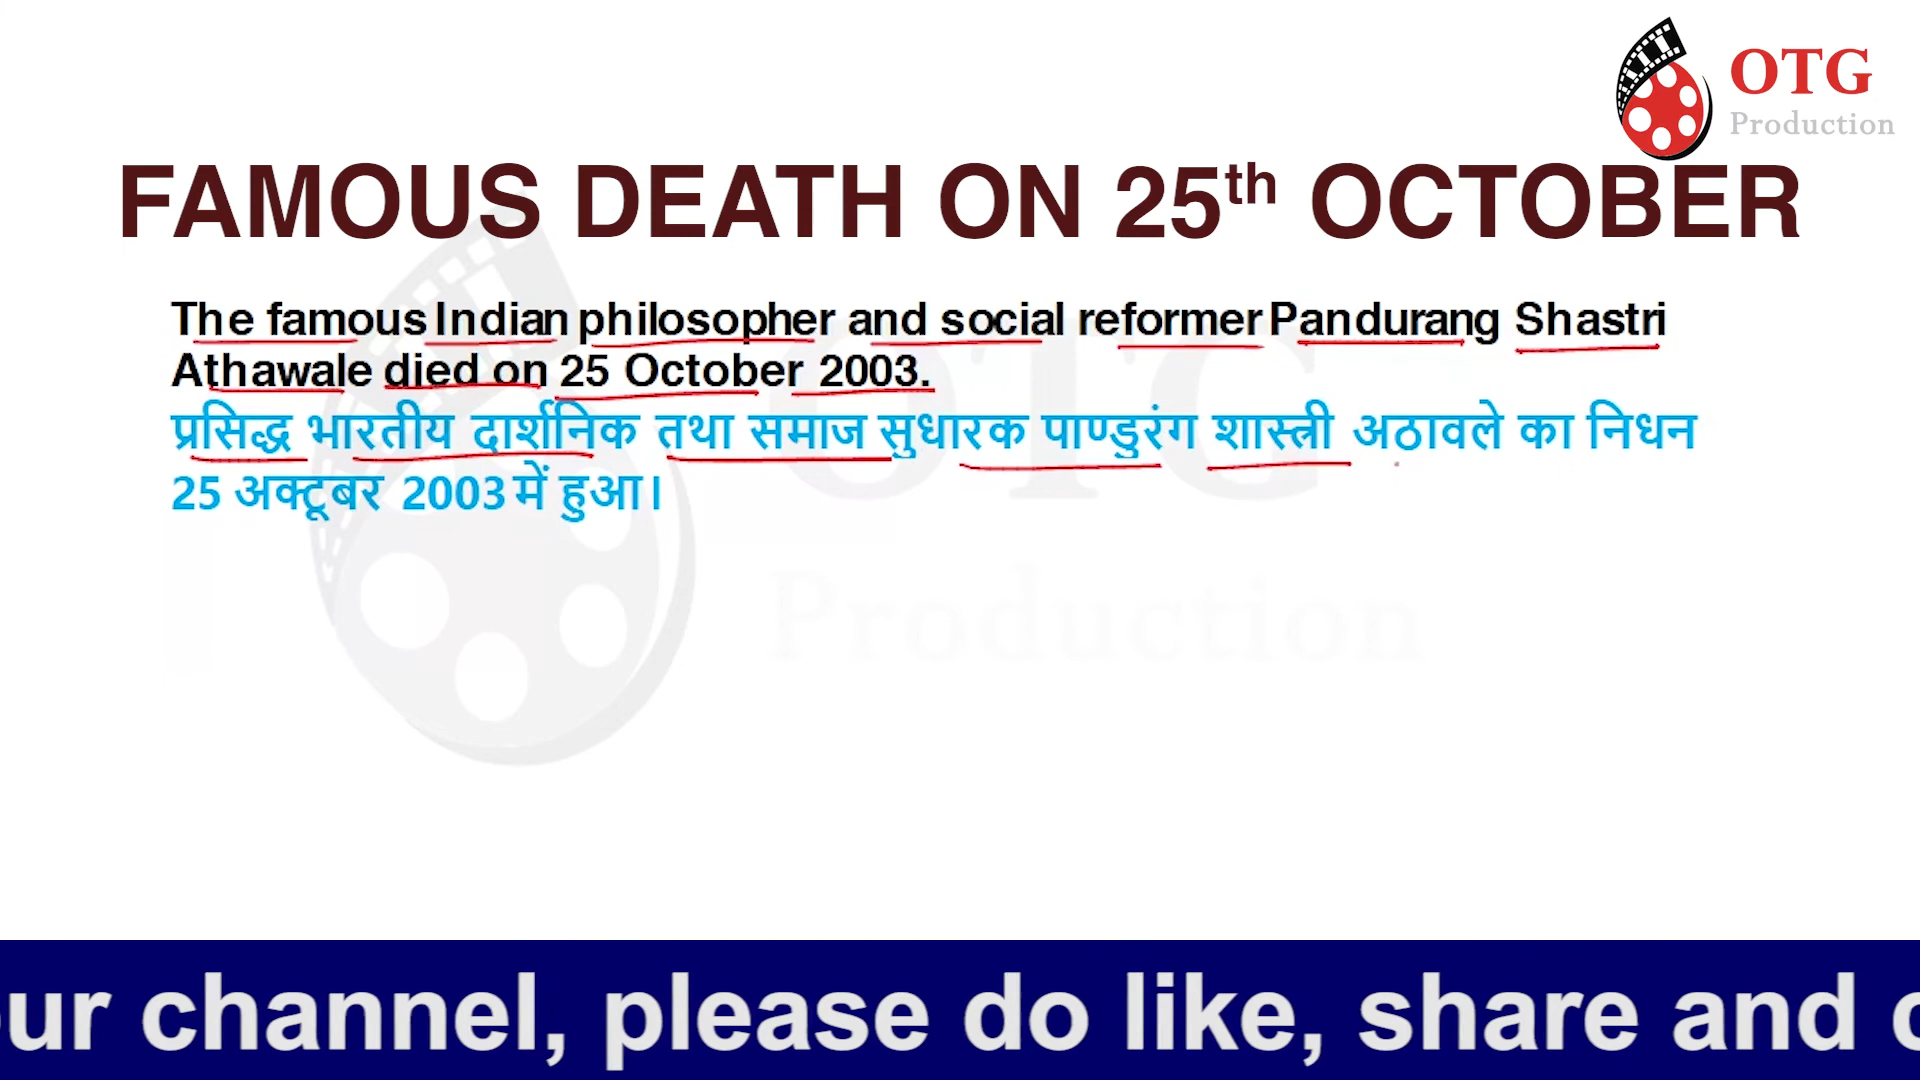 OTG
Production
FAMOUS DEATH ON 25th OCTOBER
The famous Indian philosopher and social reformer Pandurang Shastri
Athawale died on 25 October 2003.
प्रसिद्ध भारतीय दार्शनिक तथा समाज सुधारक पाण्डुरंग शास्त्री अठावले का निधन
25 अक्टूबर 2003 में हुआ।
OTG
Production
channel, please do like, share and